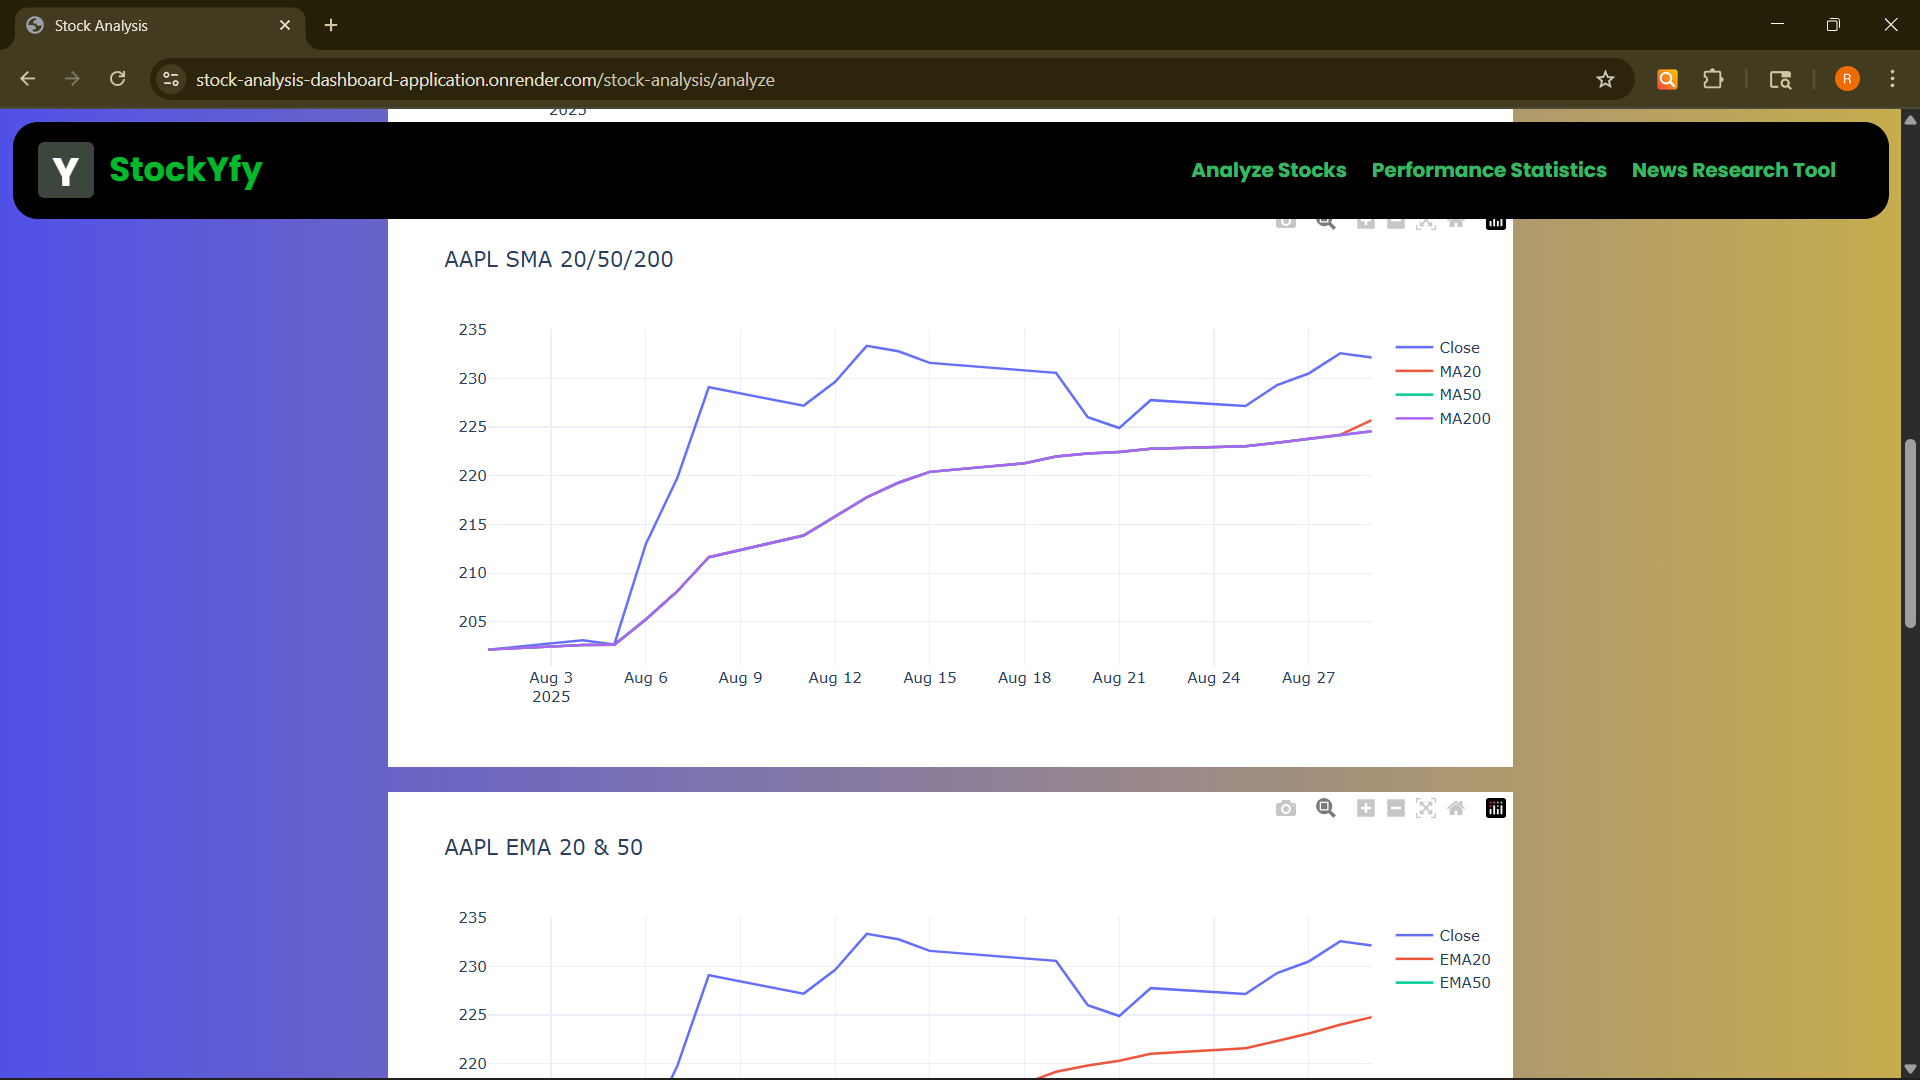 Stock Analysis
stock-analysis-dashboard-application.onrender.com/stock-analysis/analyze
R
2025
Y StockYfy
Analyze Stocks Performance Statistics News Research Tool
AAPL SMA 20/50/200
235
230
225
220
215
210
205
Aug 3 Aug 6 Aug 9 Aug 12 Aug 15 Aug 18 Aug 21 Aug 24 Aug 27
2025
Close
MA20
MA50
MA200
AAPL EMA 20 & 50
235
230
225
220
Close
EMA20
EMA50